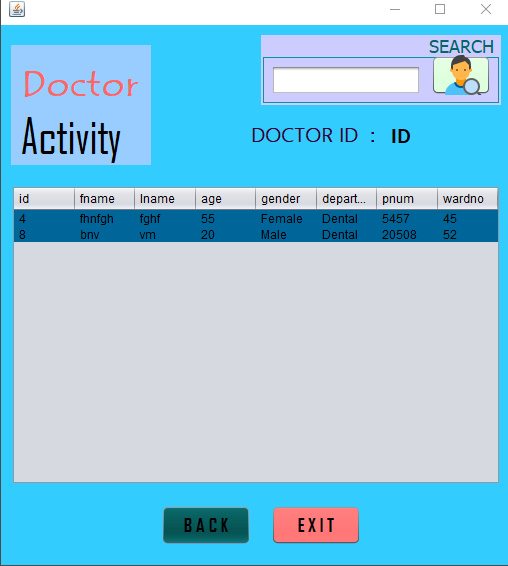 SEARCH
Doctor
Activity
DOCTOR ID : ID
id fname lname age gender depart... pnum wardno
4 fhnfgh fghf 55 Female Dental 5457 45
8 bnv vm 20 Male Dental 20508 52
BACK EXIT